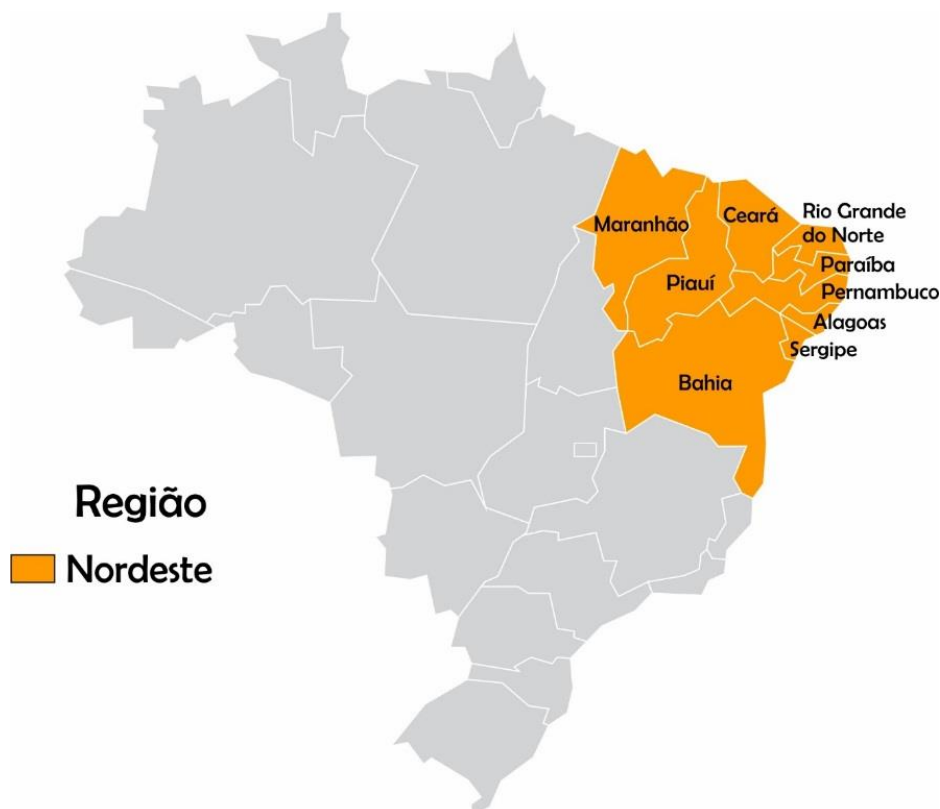 Maranhão
Ceará
Rio Grande
do Norte
Paraíba
Piauí
Pernambuco
Alagoas
Sergipe
Bahia
Região
Nordeste